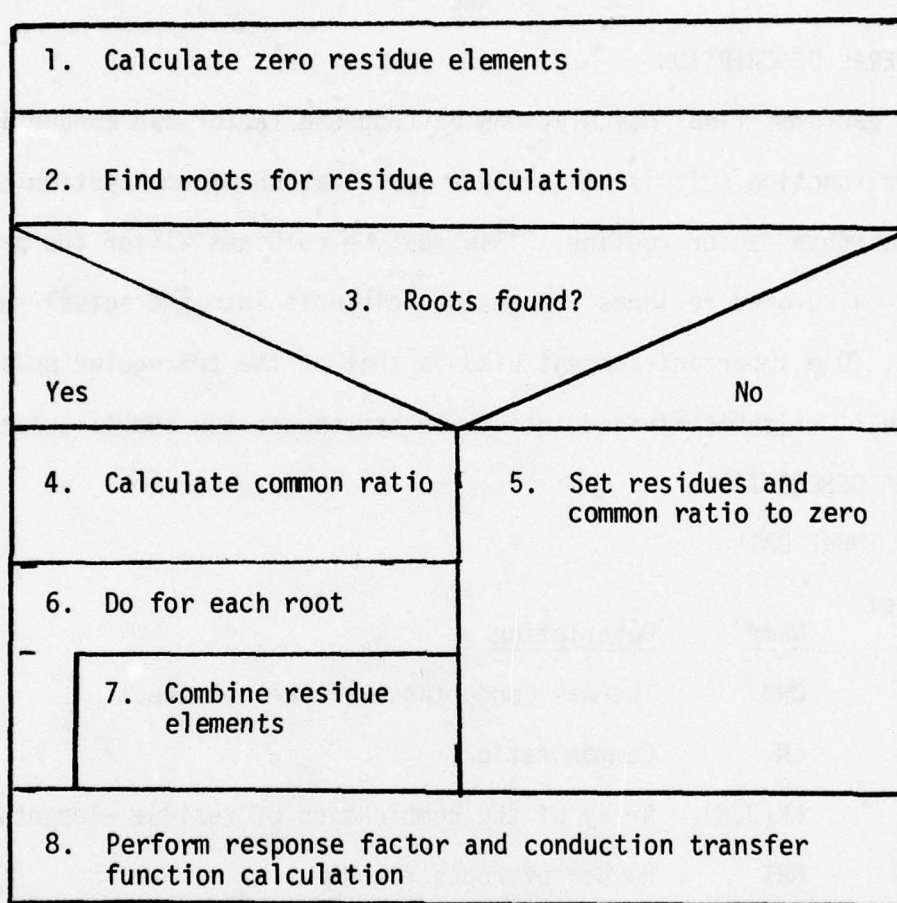 1. Calculate zero residue elements
2. Find roots for residue calculations
3. Roots found?
Yes
No
4. Calculate common ratio
5. Set residues and
common ratio to zero
6. Do for each root
7. Combine residue
elements
8. Perform response factor and conduction transfer
function calculation